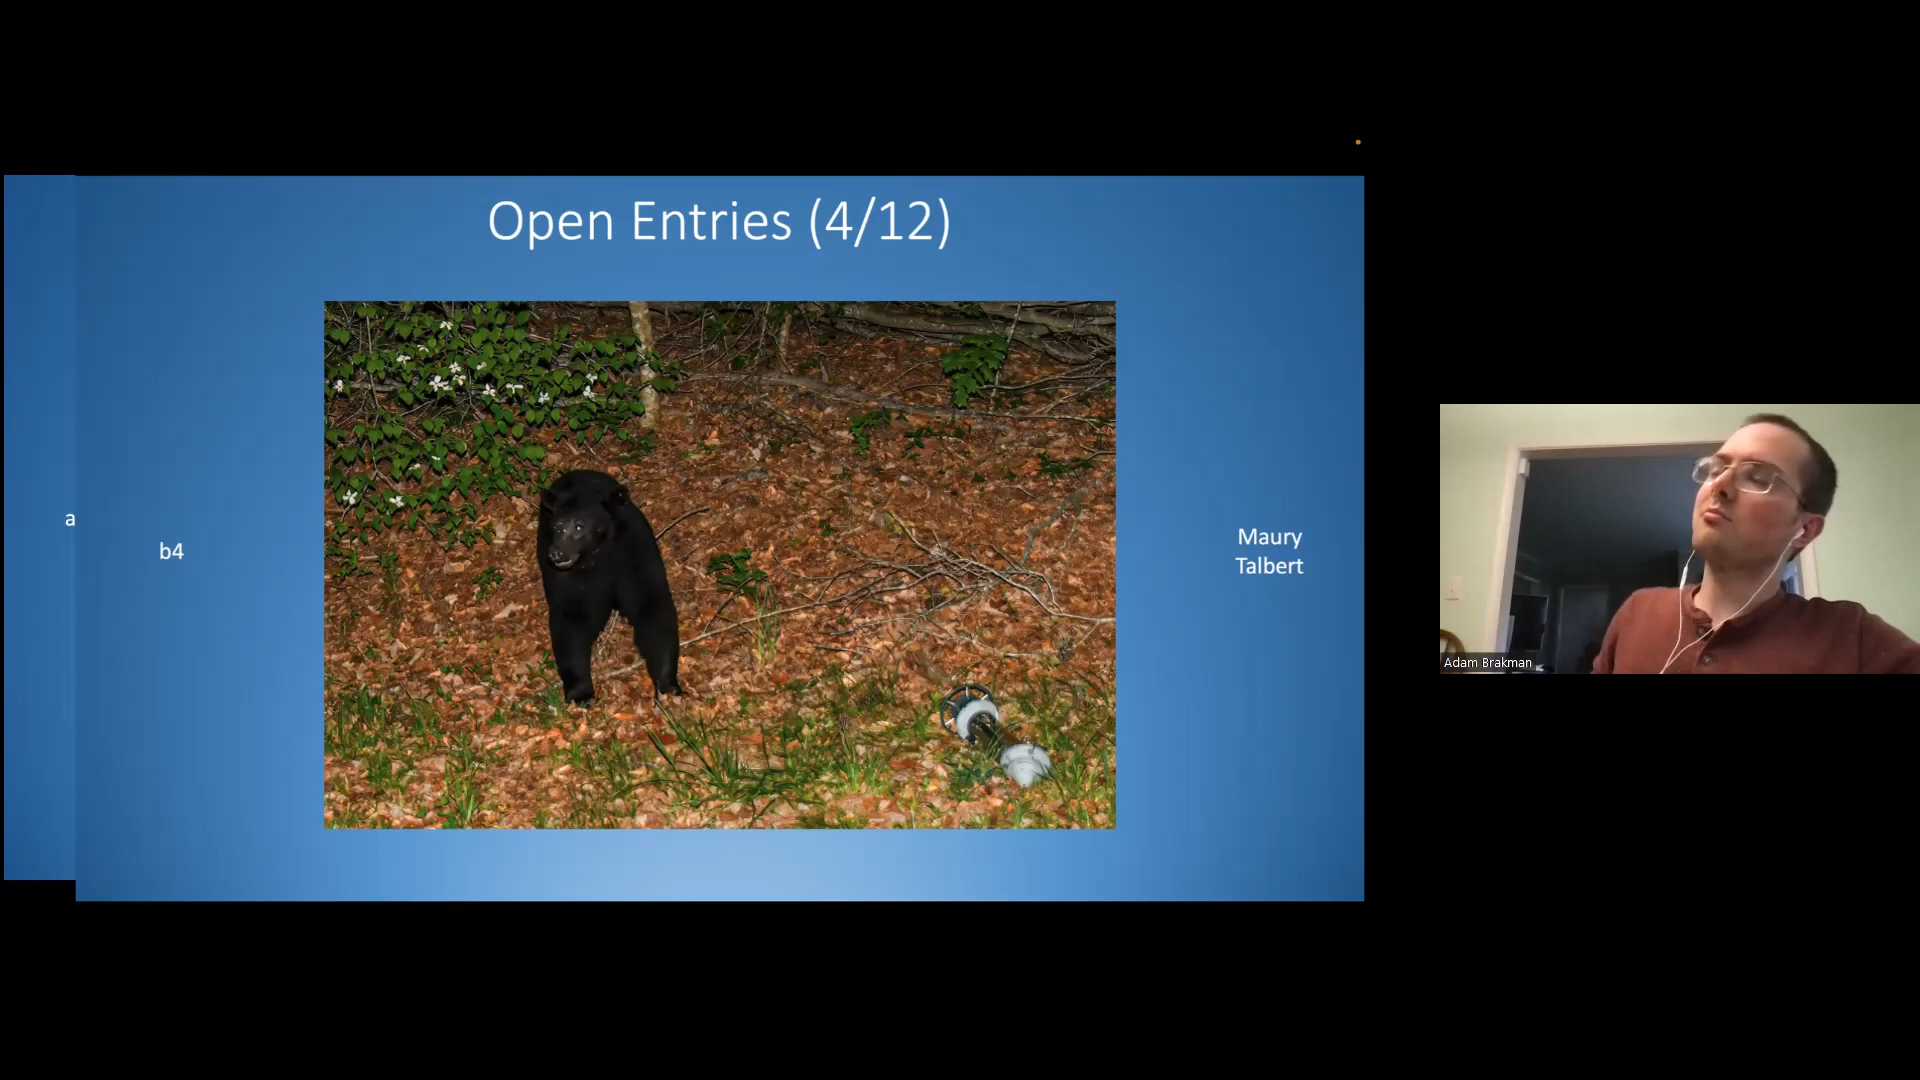 Open Entries (4/12)
a
b4
Maury
Talbert
Adam Brakman